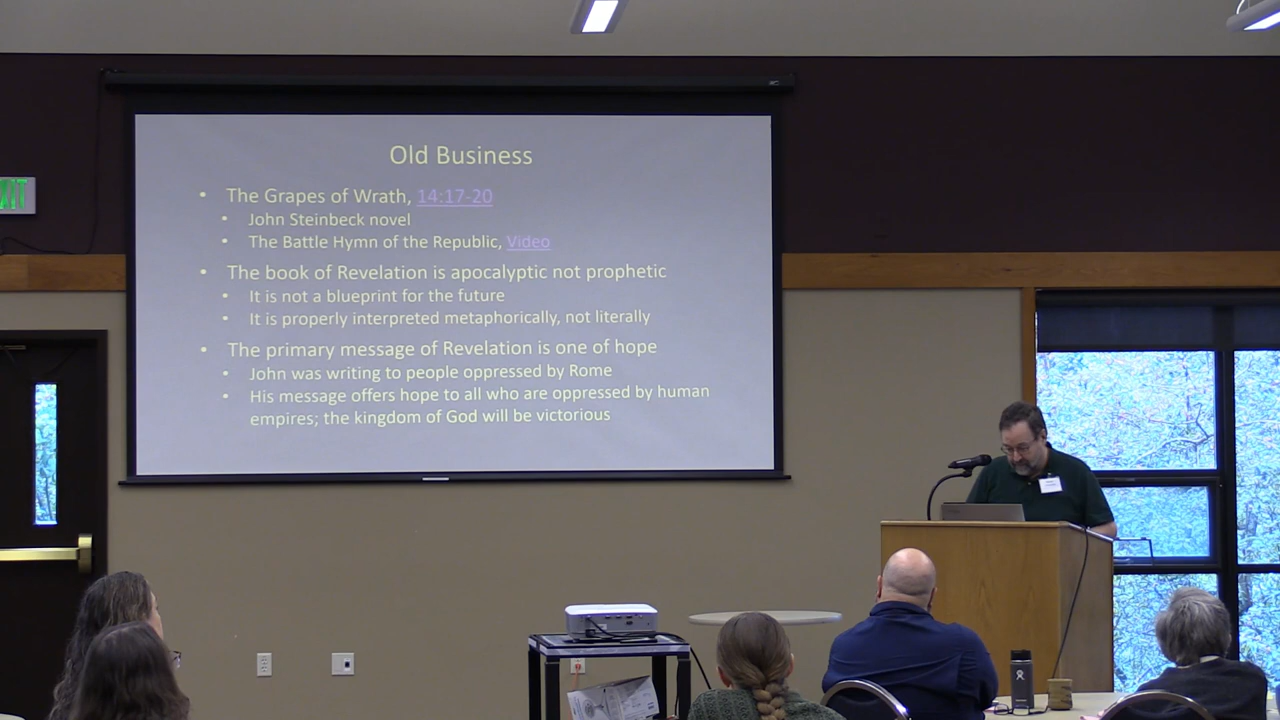 EXIT
Old Business
• The Grapes of Wrath, 14:17-20
• John Steinbeck novel
• The Battle Hymn of the Republic, Video
• The book of Revelation is apocalyptic not prophetic
• It is not a blueprint for the future
• It is properly interpreted metaphorically, not literally
• The primary message of Revelation is one of hope
• John was writing to people oppressed by Rome
• His message offers hope to all who are oppressed by human
empires; the kingdom of God will be victorious